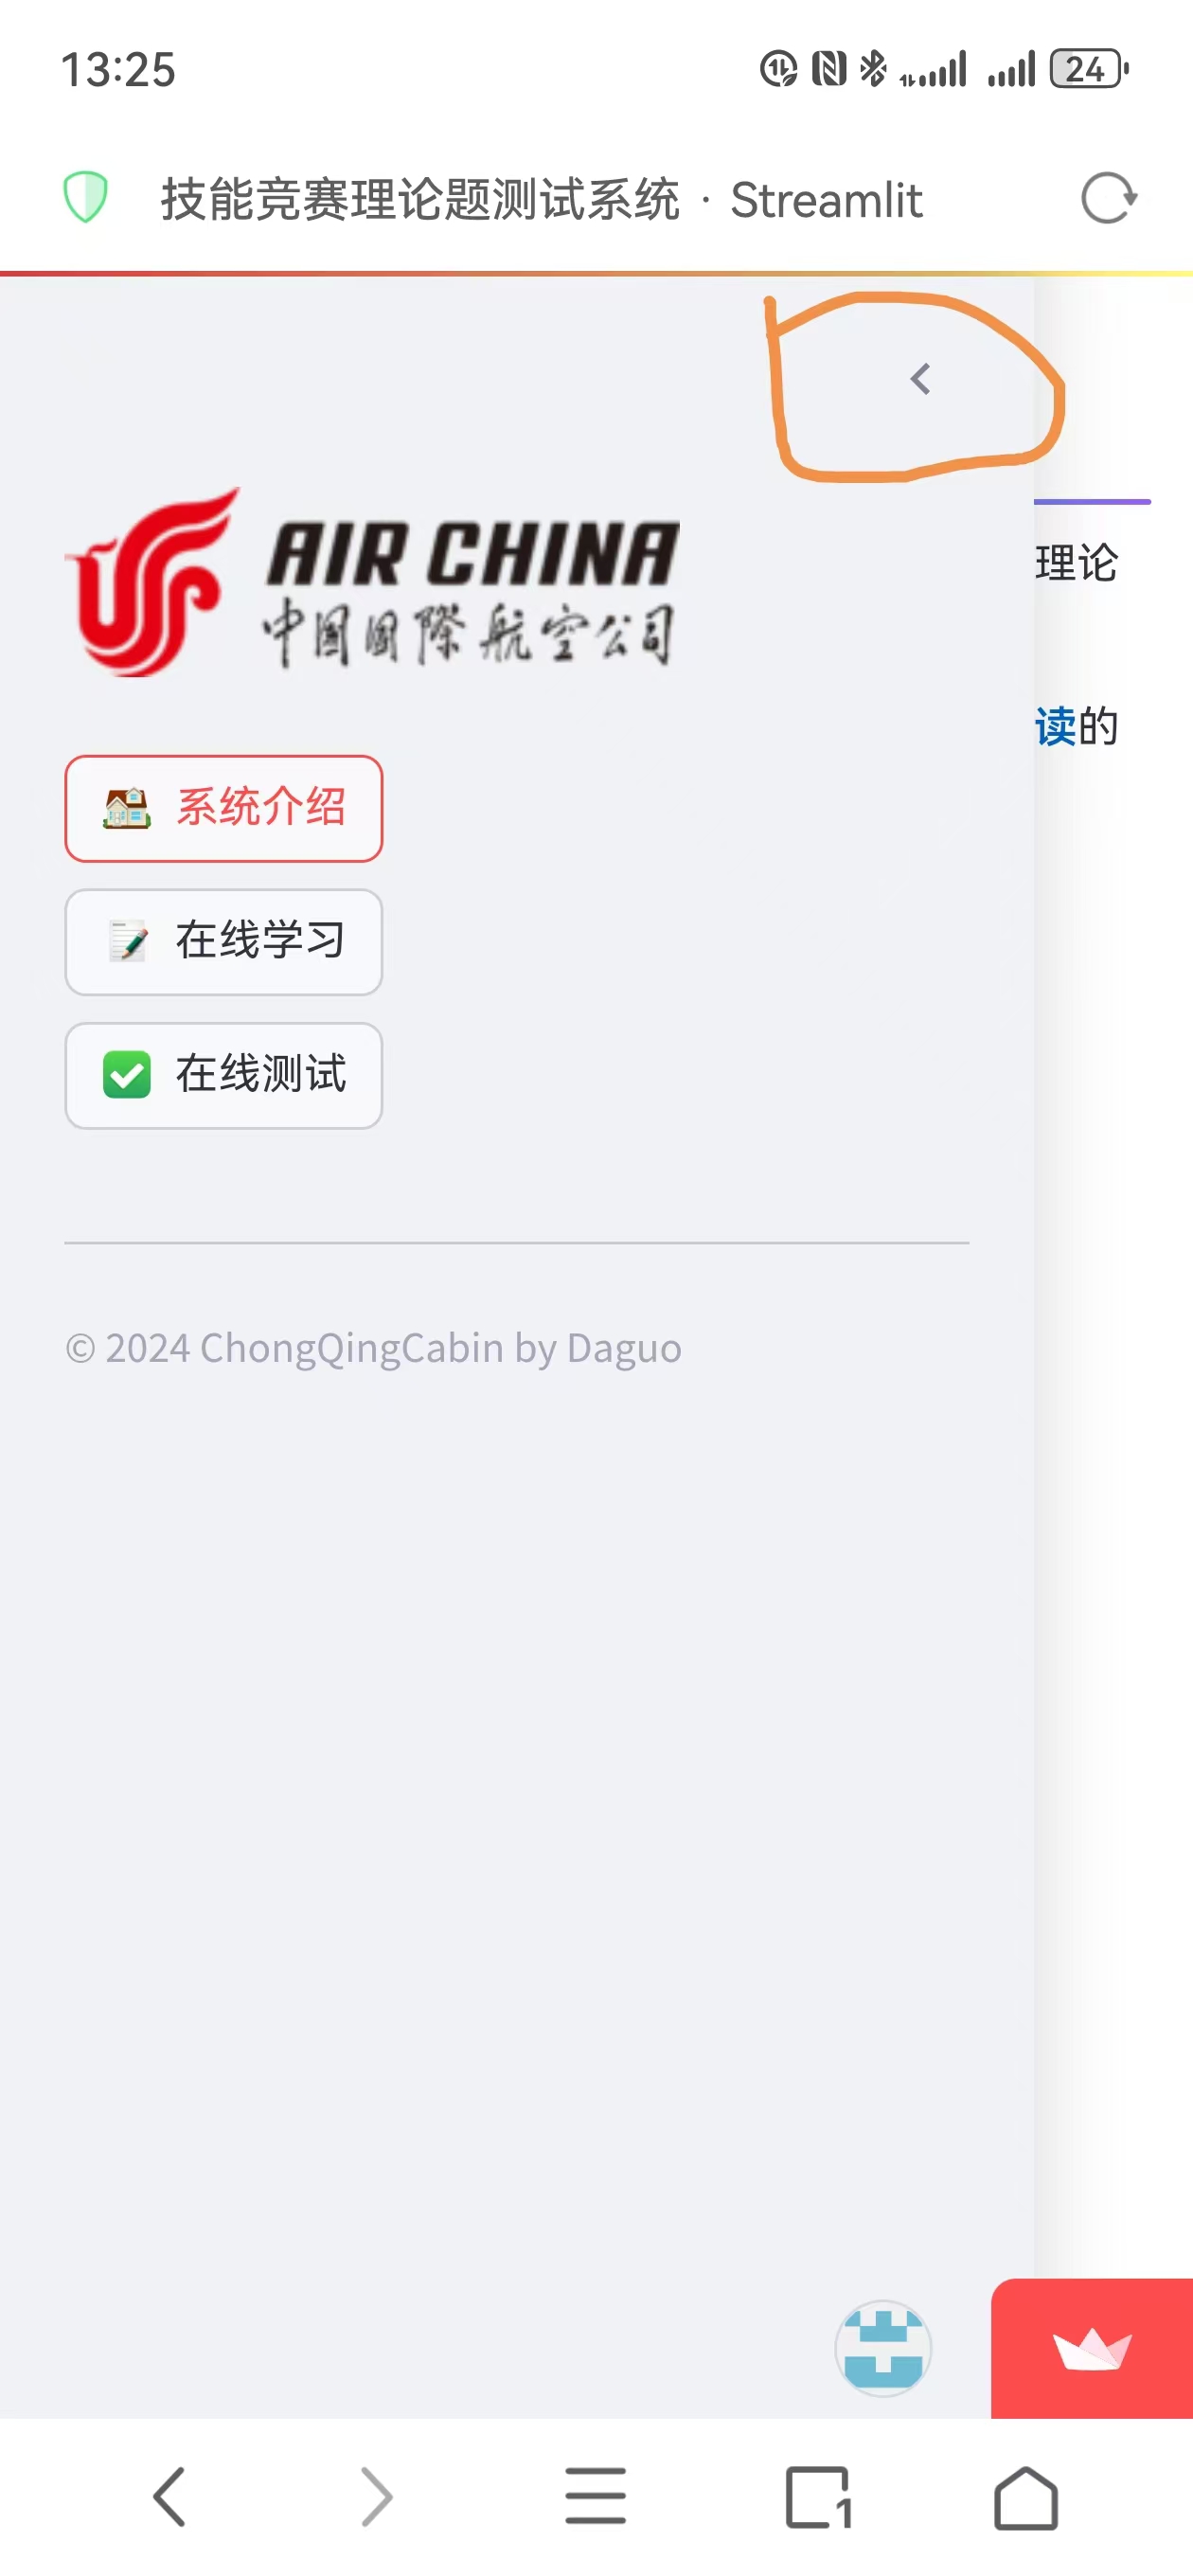 13:25
24
技能竞赛理论题测试系统 · Streamlit
AIR CHINA
中国国際航空公司
理论
读的
系统介绍
在线学习
在线测试
© 2024 ChongQingCabin by Daguo
1